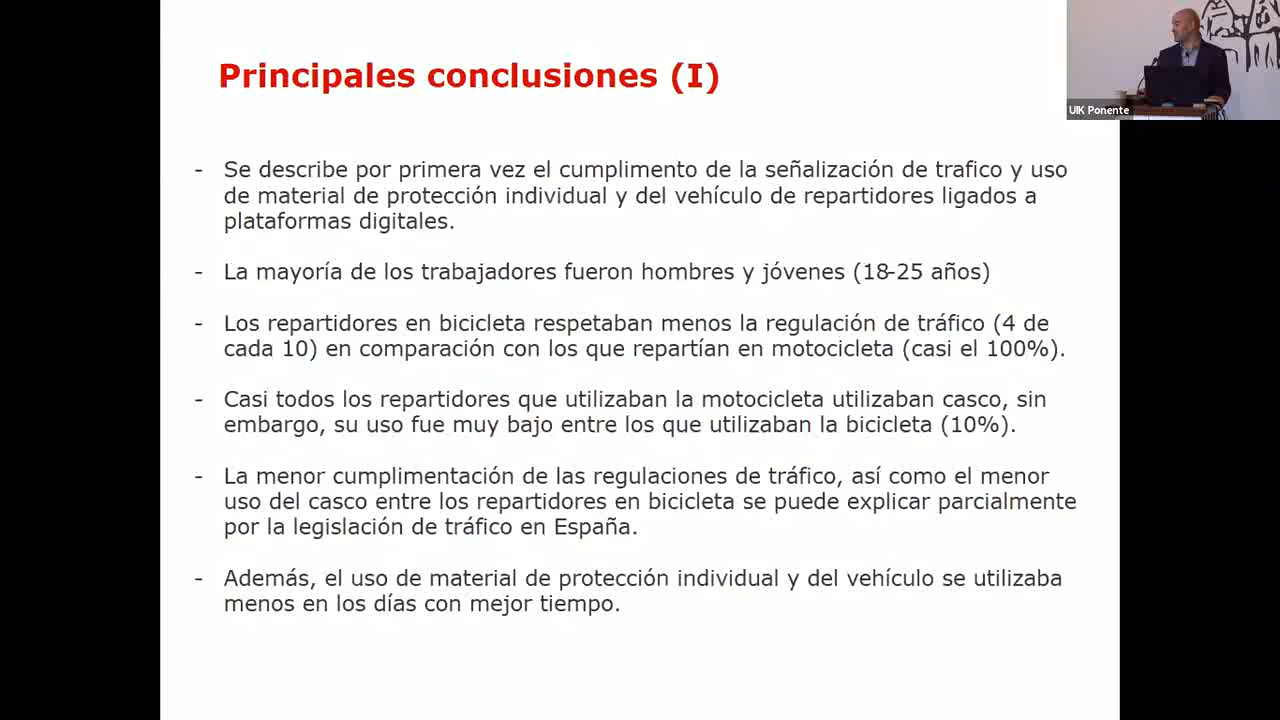 Principales conclusiones (I)
UIK Ponente
- Se describe por primera vez el cumplimento de la señalización de trafico y uso
de material de protección individual y del vehículo de repartidores ligados a
plataformas digitales.
- La mayoría de los trabajadores fueron hombres y jóvenes (18-25 años)
- Los repartidores en bicicleta respetaban menos la regulación de tráfico (4 de
cada 10) en comparación con los que repartían en motocicleta (casi el 100%).
- Casi todos los repartidores que utilizaban la motocicleta utilizaban casco, sin
embargo, su uso fue muy bajo entre los que utilizaban la bicicleta (10%).
- La menor cumplimentación de las regulaciones de tráfico, así como el menor
uso del casco entre los repartidores en bicicleta se puede explicar parcialmente
por la legislación de tráfico en España.
- Además, el uso de material de protección individual y del vehículo se utilizaba
menos en los días con mejor tiempo.